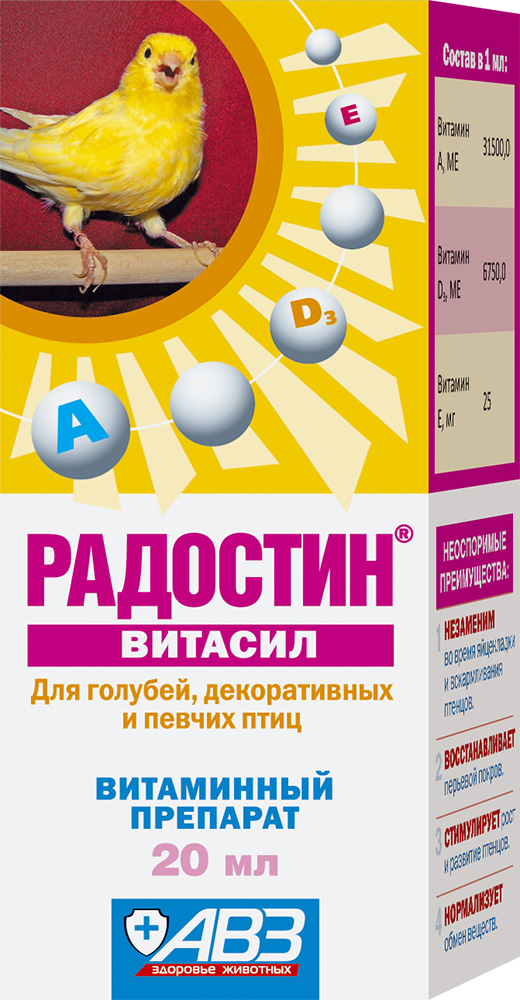 E
D₃
A
РАДОСТИН®
ВИТАСИЛ
Для голубей, декоративных
и певчих птиц
ВИТАМИННЫЙ
ПРЕПАРАТ
20 мл
АВЗ
ЗДОРОВЬЕ ЖИВОТНЫХ
Состав в 1 мл:
Витамин
А, МЕ
31500,0
Витамин
D₃, МЕ
6750,0
Витамин
Е, мг
25
НЕОСПОРИМЫЕ
ПРЕИМУЩЕСТВА:
1 НЕЗАМЕНИМ
во время яйцекладки
и вскармливания
птенцов.
2 ВОССТАНАВЛИВАЕТ
перьевой покров.
3 СТИМУЛИРУЕТ рост
и развитие птенцов.
4 НОРМАЛИЗУЕТ
обмен веществ.